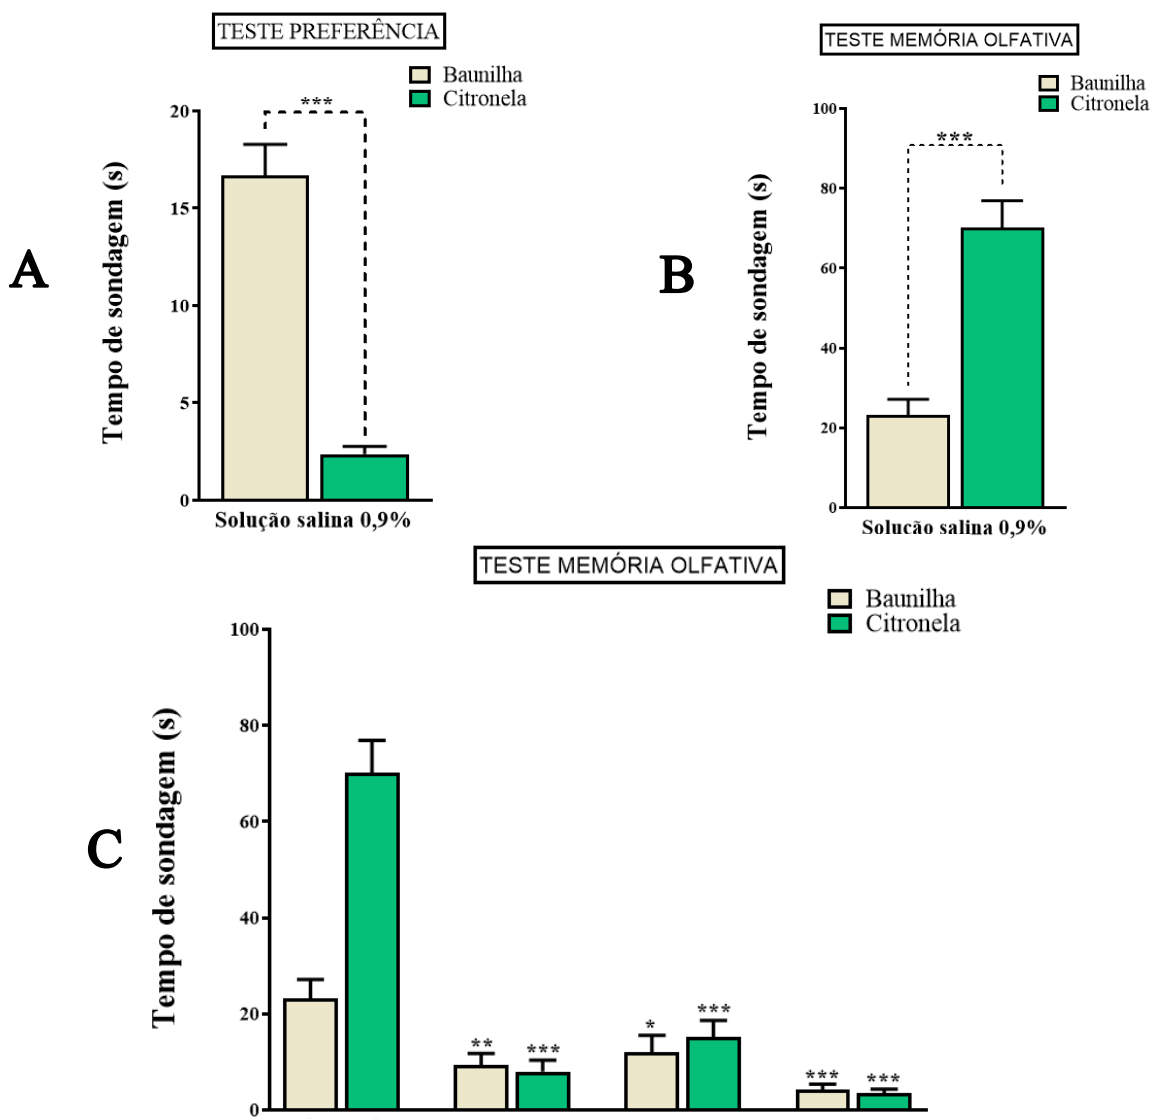 TESTE PREFERÊNCIA
Baunilha
Citronela
***
20
15
10
5
0
Tempo de sondagem (s)
Solução salina 0,9%
A
TESTE MEMÓRIA OLFATIVA
Baunilha
Citronela
***
100
80
60
40
20
0
Tempo de sondagem (s)
Solucão salina 0,9%
B
TESTE MEMÓRIA OLFATIVA
Baunilha
Citronela
100
80
60
40
20
0
Tempo de sondagem (s)
C
** *** * *** *** ***